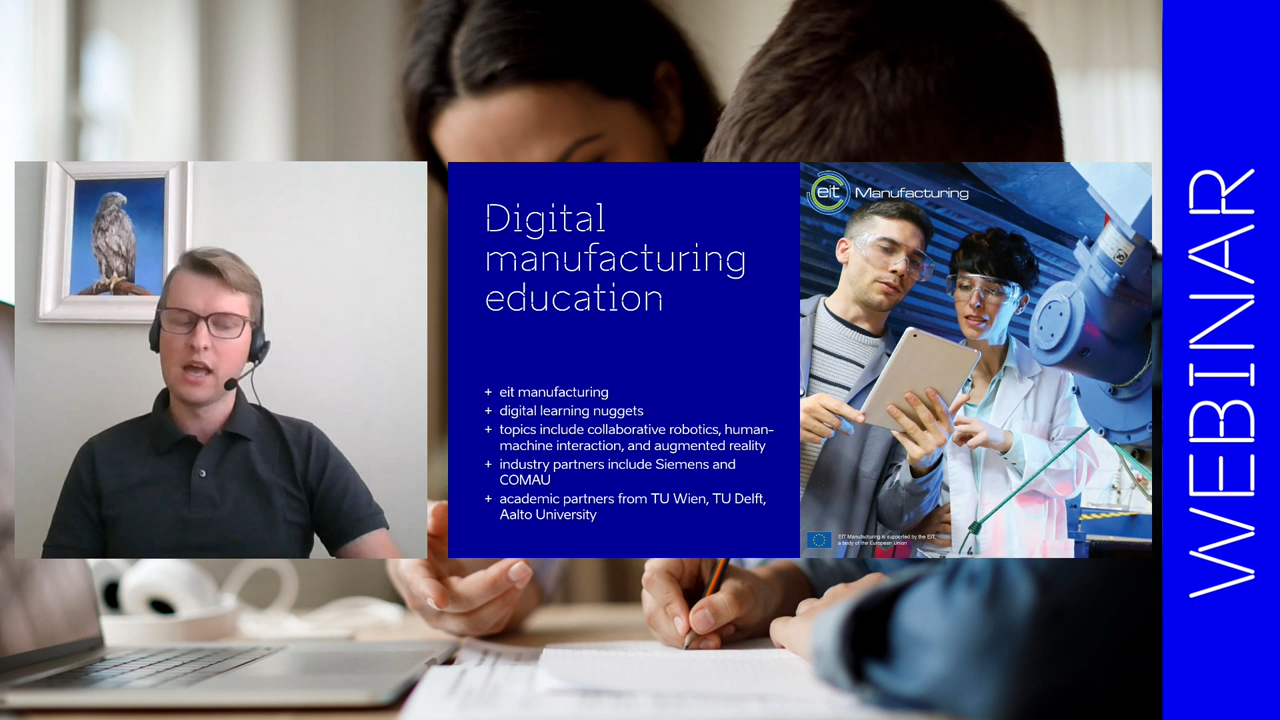 Digital
manufacturing
education
+ eit manufacturing
+ digital learning nuggets
+ topics include collaborative robotics, human-
machine interaction, and augmented reality
+ industry partners include Siemens and
COMAU
+ academic partners from TU Wien, TU Delft,
Aalto University
eit Manufacturing
EIT Manufacturing is supported by the EIT,
a body of the European Union
WEBINAR